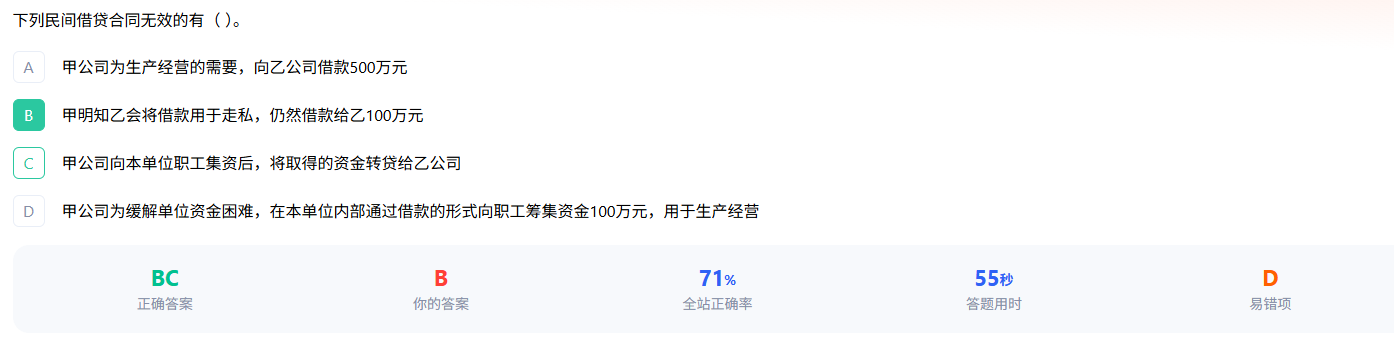 下列民间借贷合同无效的有（ ）。
A 甲公司为生产经营的需要，向乙公司借款500万元
B 甲明知乙会将借款用于走私，仍然借款给乙100万元
C 甲公司向本单位职工集资后，将取得的资金转贷给乙公司
D 甲公司为缓解单位资金困难，在本单位内部通过借款的形式向职工筹集资金100万元，用于生产经营
BC B 71% 55秒 D
正确答案 你的答案 全站正确率 答题用时 易错项